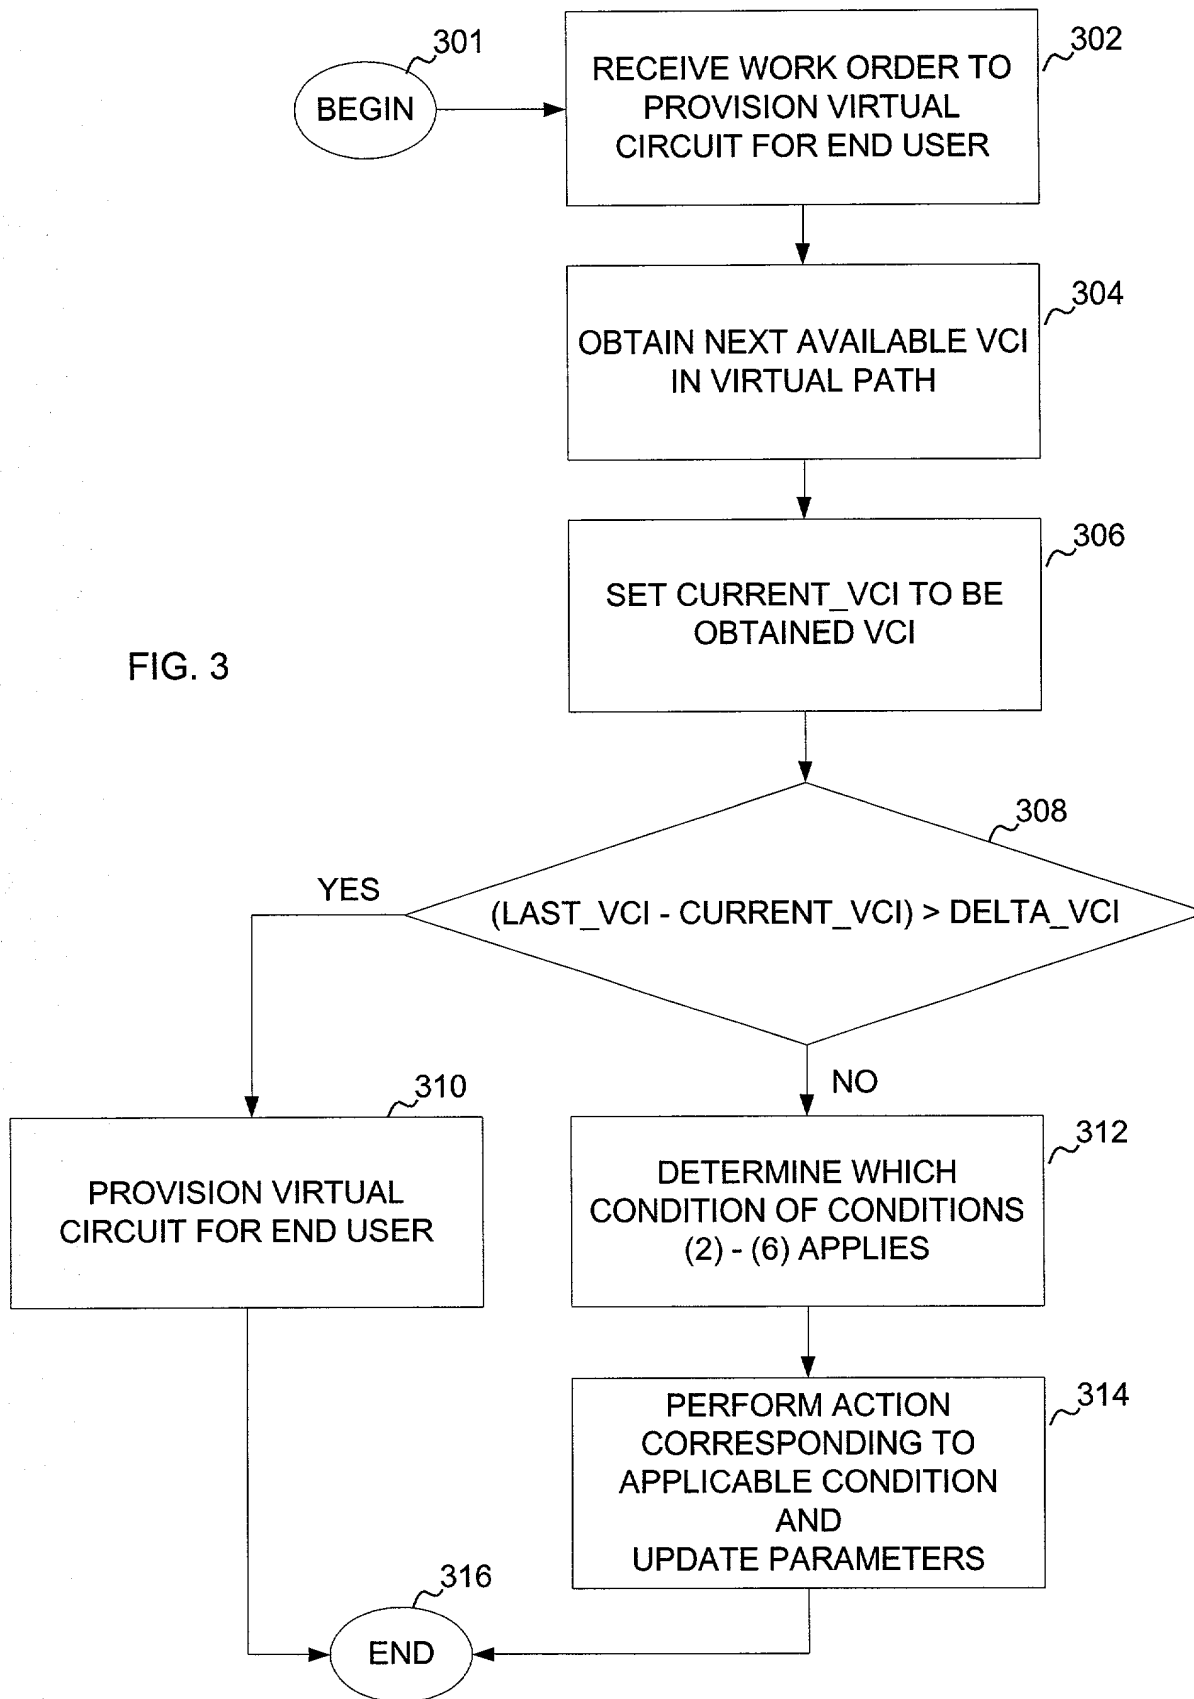 301
BEGIN
302
RECEIVE WORK ORDER TO
PROVISION VIRTUAL
CIRCUIT FOR END USER
304
OBTAIN NEXT AVAILABLE VCI
IN VIRTUAL PATH
306
SET CURRENT_VCI TO BE
OBTAINED VCI
FIG. 3
308
(LAST_VCI - CURRENT_VCI) > DELTA_VCI
YES
NO
310
PROVISION VIRTUAL
CIRCUIT FOR END USER
312
DETERMINE WHICH
CONDITION OF CONDITIONS
(2) - (6) APPLIES
314
PERFORM ACTION
CORRESPONDING TO
APPLICABLE CONDITION
AND
UPDATE PARAMETERS
316
END